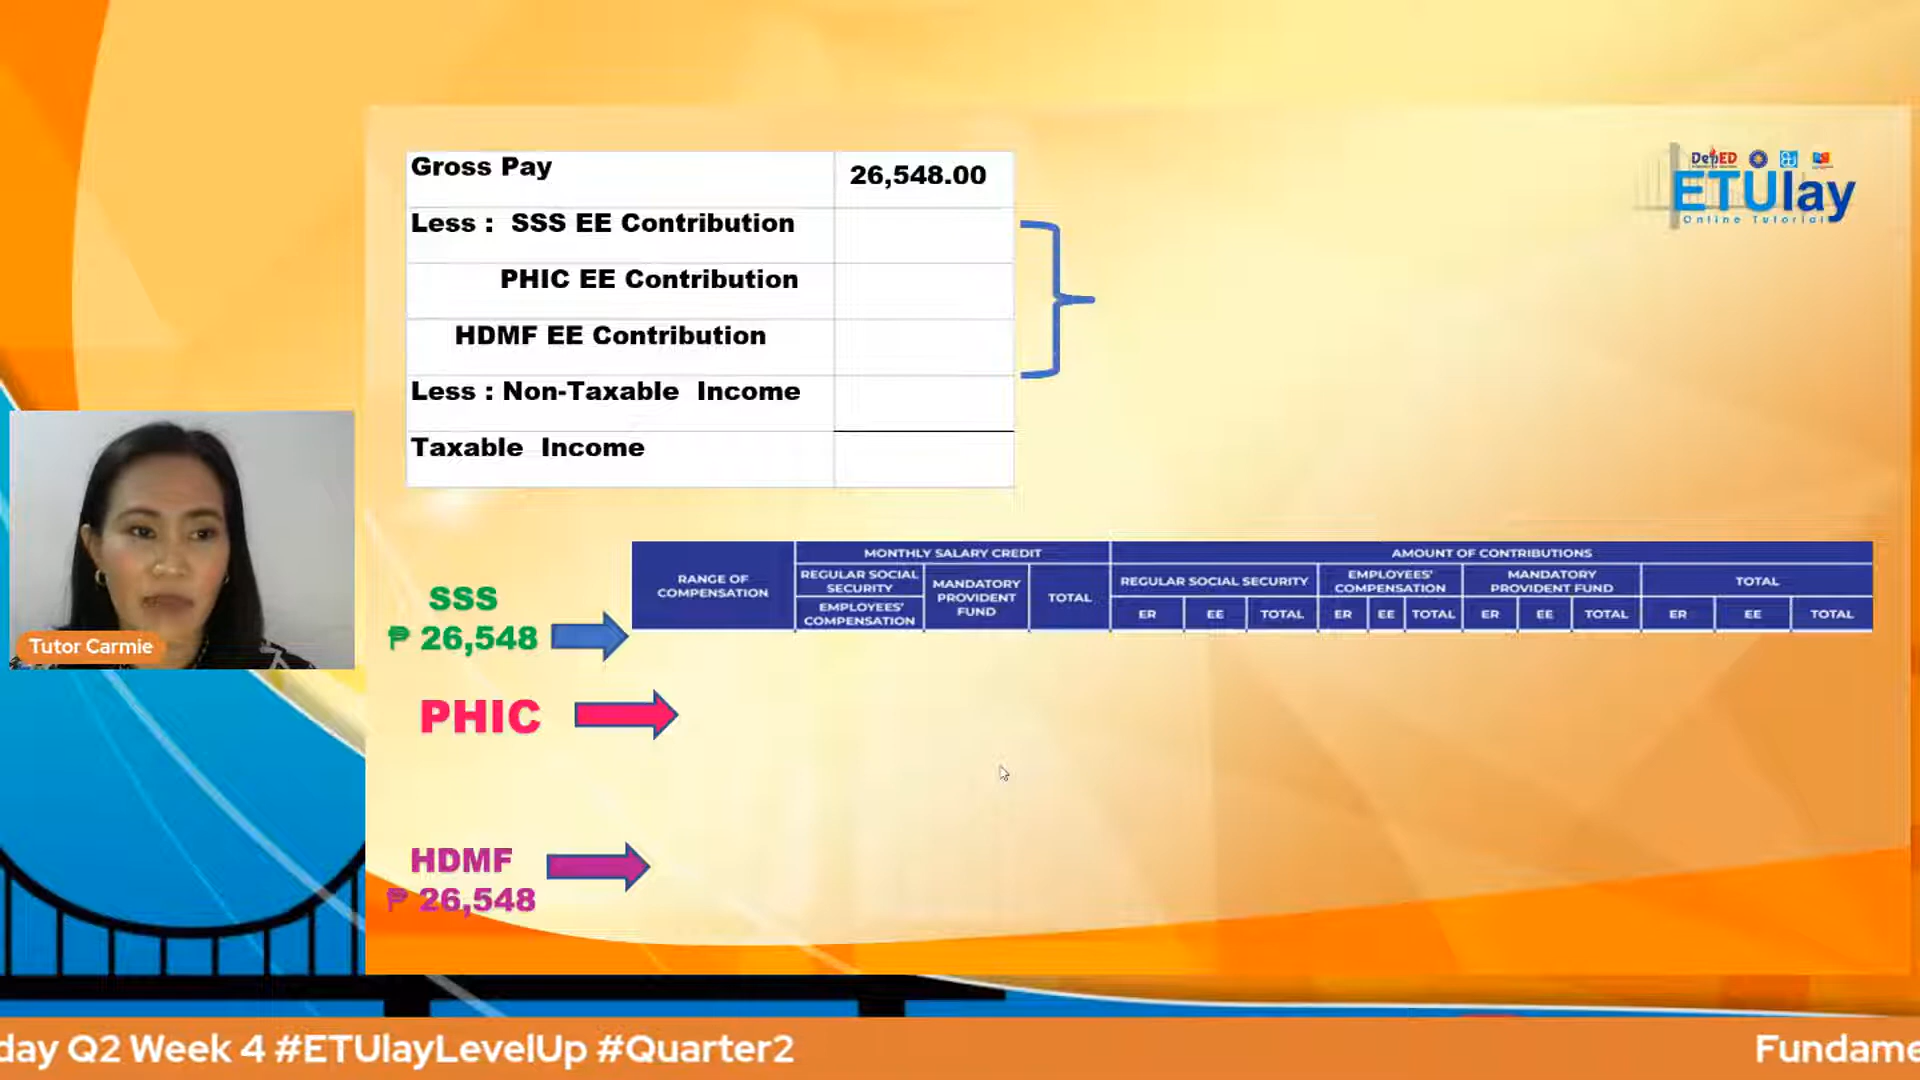 Gross Pay 26,548.00
Less : SSS EE Contribution
PHIC EE Contribution
HDMF EE Contribution
Less : Non-Taxable Income
Taxable Income
DepED
ETUlay
Online Tutorial
Tutor Carmie
SSS
₱ 26,548
RANGE OF COMPENSATION
MONTHLY SALARY CREDIT
AMOUNT OF CONTRIBUTIONS
REGULAR SOCIAL SECURITY
EMPLOYEES' COMPENSATION
MANDATORY PROVIDENT FUND
TOTAL
REGULAR SOCIAL SECURITY
EMPLOYEES' COMPENSATION
MANDATORY PROVIDENT FUND
TOTAL
ER EE TOTAL ER EE TOTAL ER EE TOTAL ER EE TOTAL
PHIC
HDMF
₱ 26,548
day Q2 Week 4 #ETUlayLevelUp #Quarter2
Fundame